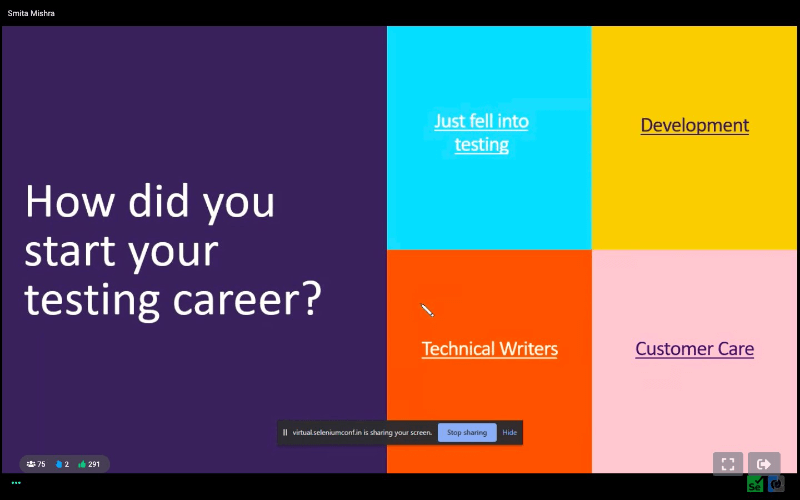 Smita Mishra
How did you
start your
testing career?
Just fell into
testing
Development
Technical Writers
Customer Care
virtual.seleniumconf.in is sharing your screen.
Stop sharing
Hide
75
2
291
Se